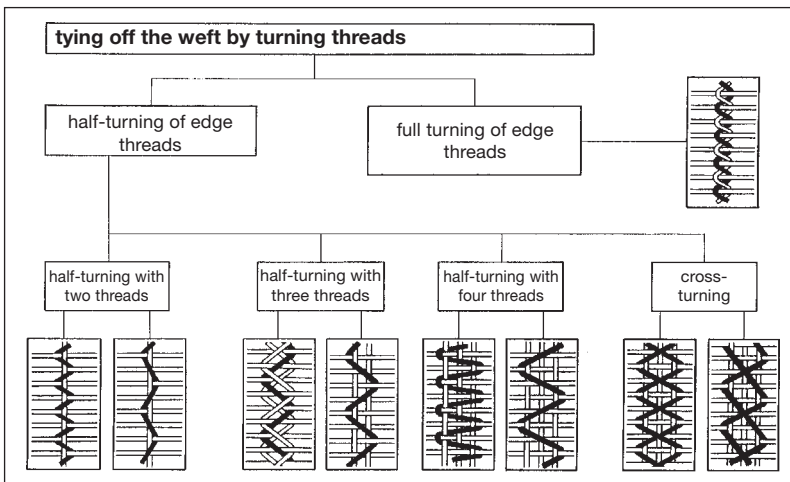 tying off the weft by turning threads
half-turning of edge
threads
full turning of edge
threads
half-turning with
two threads
half-turning with
three threads
half-turning with
four threads
cross-
turning